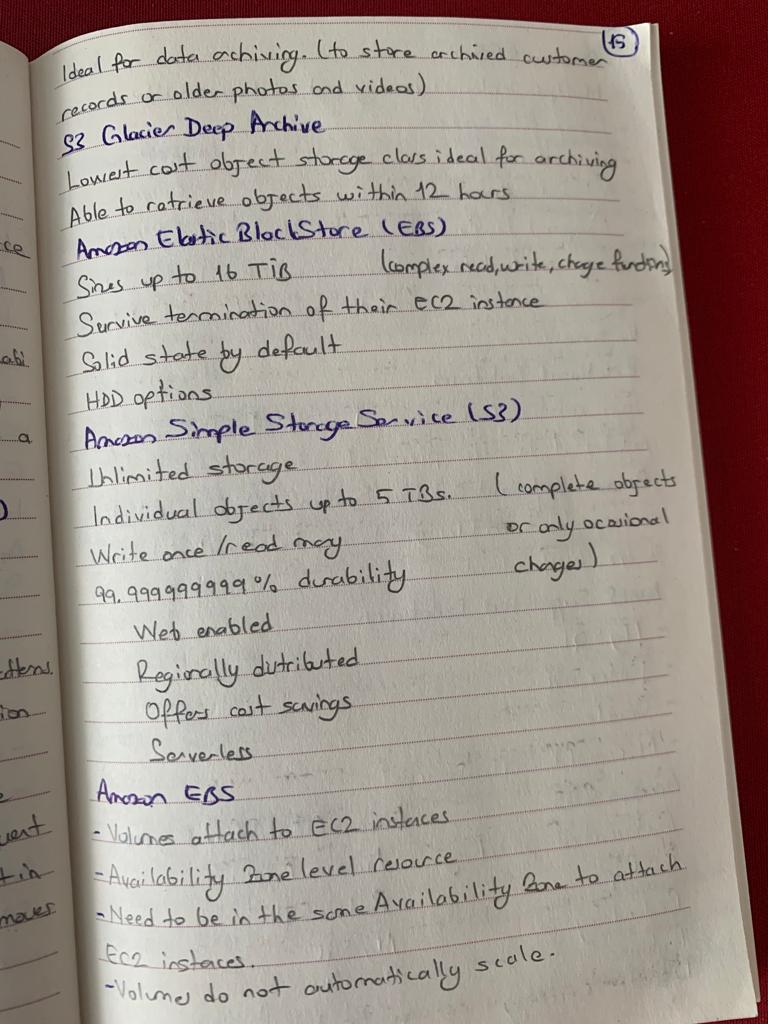 15
Ideal for data achiving. (to store archived customer
records or older photos and videos)
S3 Glacier Deep Archive
Lowest cost object storage class ideal for archiving
Able to ratrieve objects within 12 hours
Amazon Elastic Block Store (EBS)
Sizes up to 16 TiB (complex read, write, change functions)
Survive termination of their EC2 instance
Solid state by default
HDD options
Amazon Simple Storage Service (S3)
Unlimited storage
Individual objects up to 5 TBs. ( complete objects
Write once /read may or only ocasional
99.999999999% durability changes)
Web enabled
Regionally distributed
Offers cost savings
Serverless
Amazon EBS
- Volumes attach to EC2 instaces
- Availability Zone level resource
- Need to be in the same Availability Zone to attach
EC2 instaces.
- Volumes do not automatically scale.
ce
abi
a
)
ion
uent
t in
moves